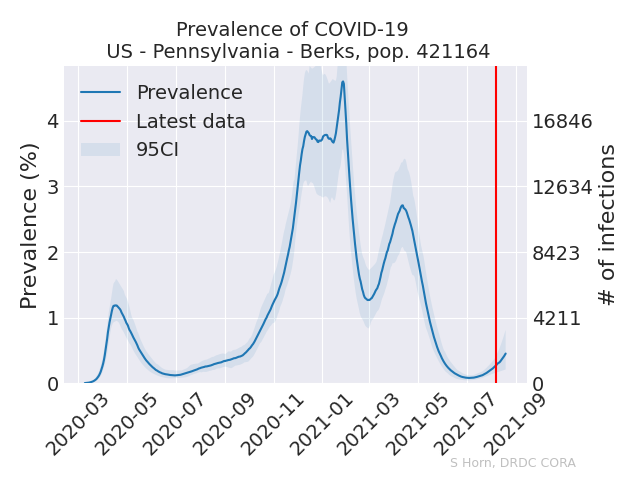 Prevalence of COVID-19
US - Pennsylvania - Berks, pop. 421164
Prevalence
Latest data
95CI
Prevalence (%)
4
3
2
1
0
16846
12634
8423
4211
0
# of infections
2020-03
2020-05
2020-07
2020-09
2020-11
2021-01
2021-03
2021-05
2021-07
2021-09
S Horn, DRDC CORA